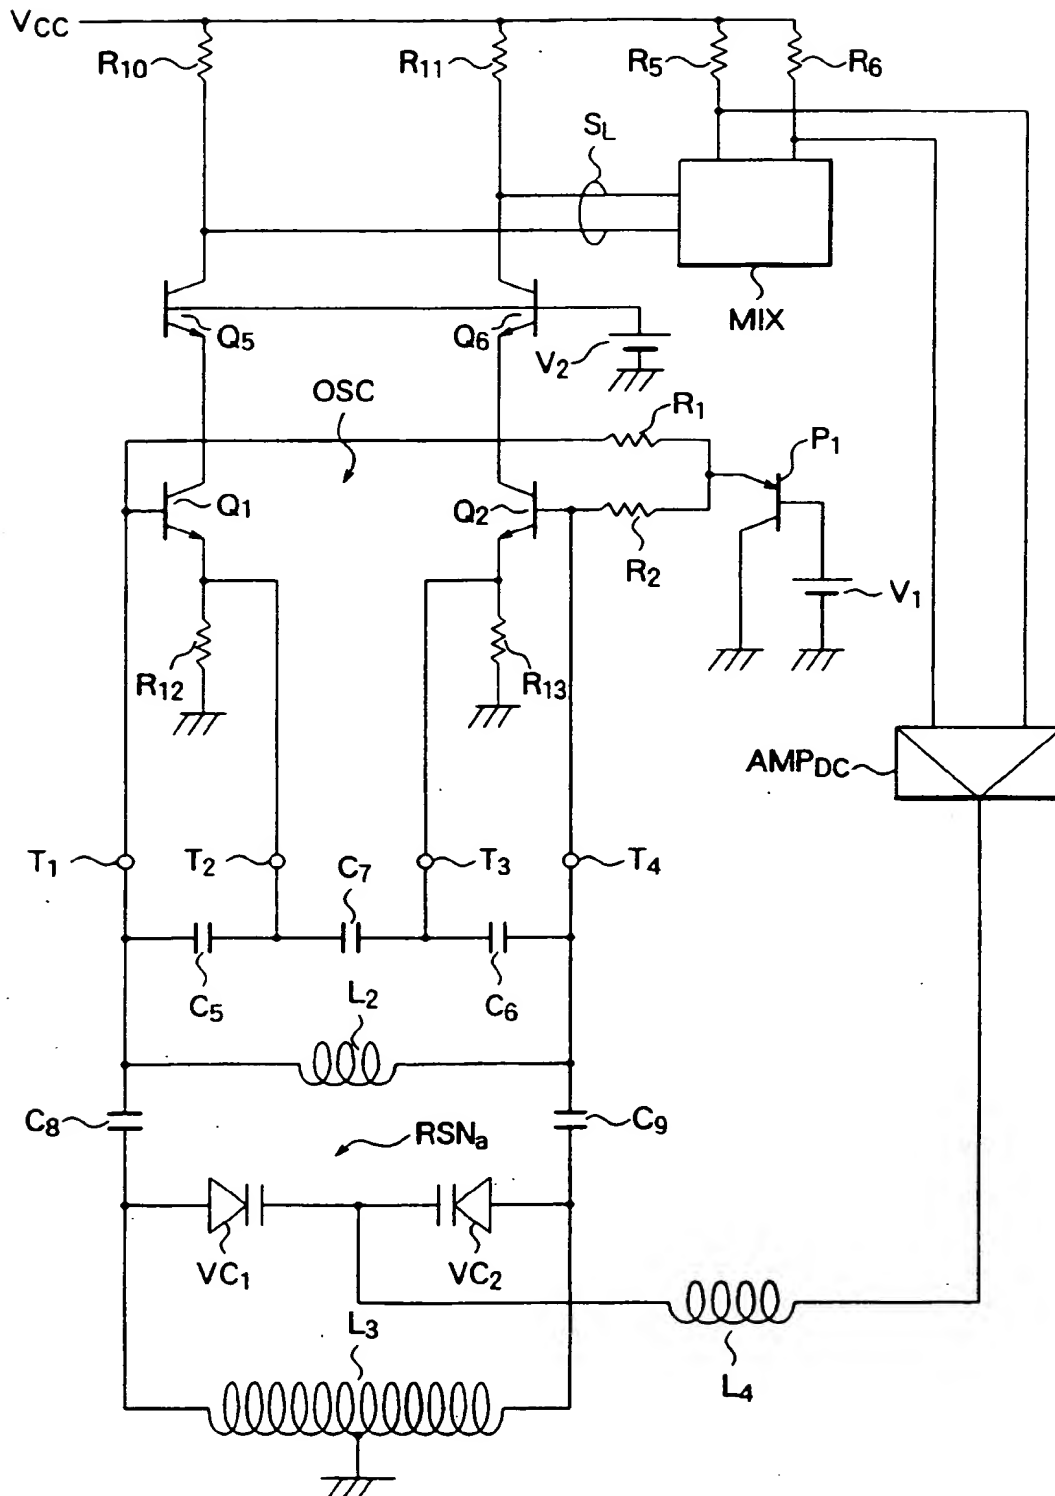 VCC
R10
R11
R5
R6
SL
MIX
Q5
Q6
V2
OSC
R1
P1
Q1
Q2
R2
V1
R12
R13
AMPDC
T1
T2
C7
T3
T4
C5
L2
C6
C8
RSNa
C9
VC1
VC2
L3
L4